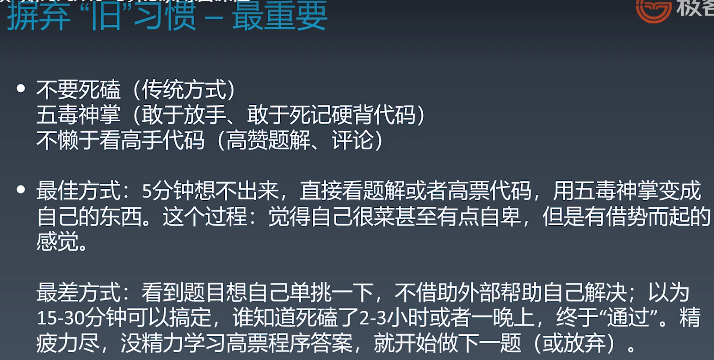 摒弃 “旧”习惯 – 最重要
极客
• 不要死磕（传统方式）
五毒神掌（敢于放手、敢于死记硬背代码）
不懒于看高手代码（高赞题解、评论）
• 最佳方式：5分钟想不出来，直接看题解或者高票代码，用五毒神掌变成
自己的东西。这个过程：觉得自己很菜甚至有点自卑，但是有借势而起的
感觉。
最差方式：看到题目想自己单挑一下，不借助外部帮助自己解决；以为
15-30分钟可以搞定，谁知道死磕了2-3小时或者一晚上，终于“通过”。精
疲力尽，没精力学习高票程序答案，就开始做下一题（或放弃）。